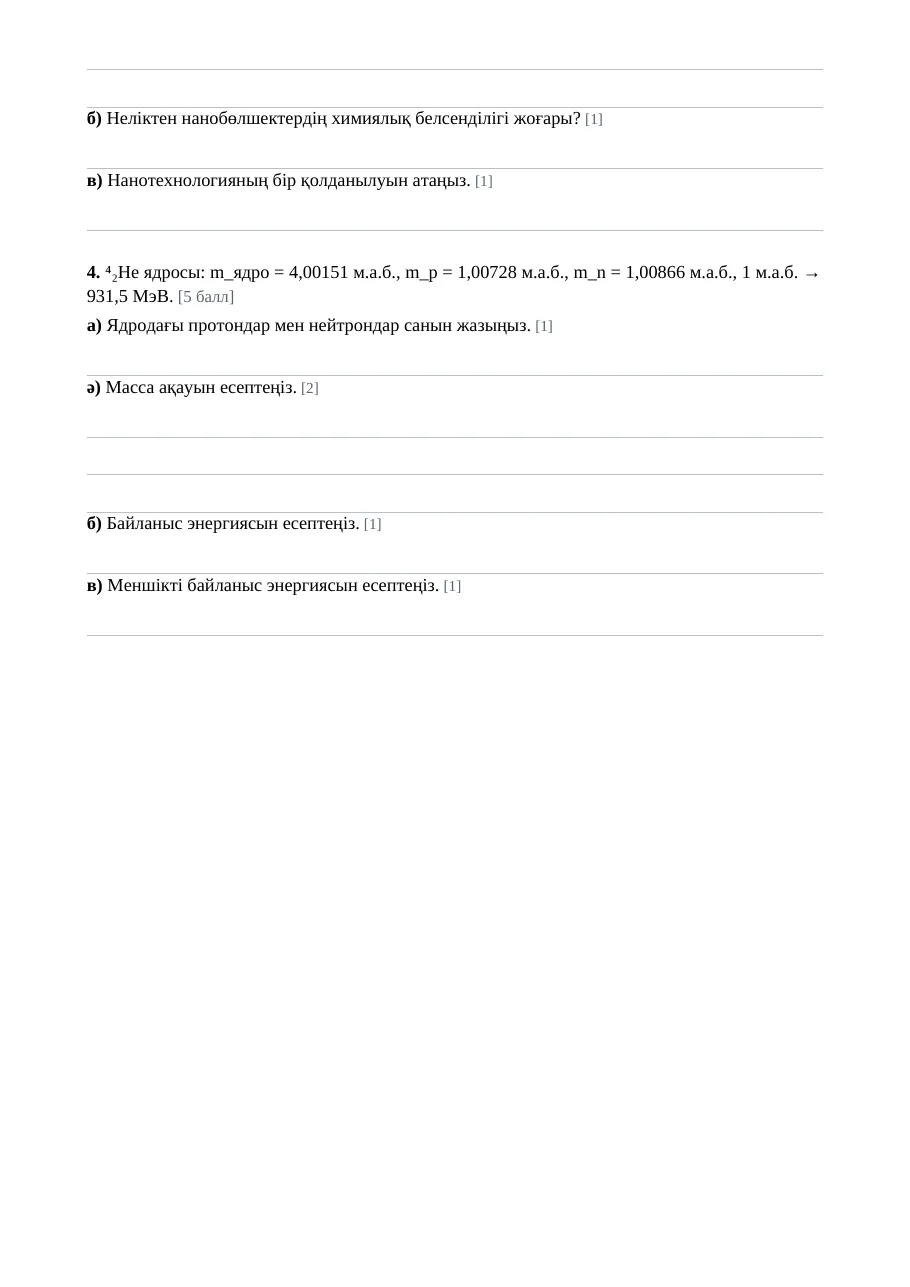 б) Неліктен нанобөлшектердің химиялық белсенділігі жоғары? [1]
в) Нанотехнологияның бір қолданылуын атаңыз. [1]
4. ⁴₂He ядросы: m_ядро = 4,00151 м.а.б., m_p = 1,00728 м.а.б., m_n = 1,00866 м.а.б., 1 м.а.б. →
931,5 МэВ. [5 балл]
а) Ядродағы протондар мен нейтрондар санын жазыңыз. [1]
ә) Масса ақауын есептеңіз. [2]
б) Байланыс энергиясын есептеңіз. [1]
в) Меншікті байланыс энергиясын есептеңіз. [1]